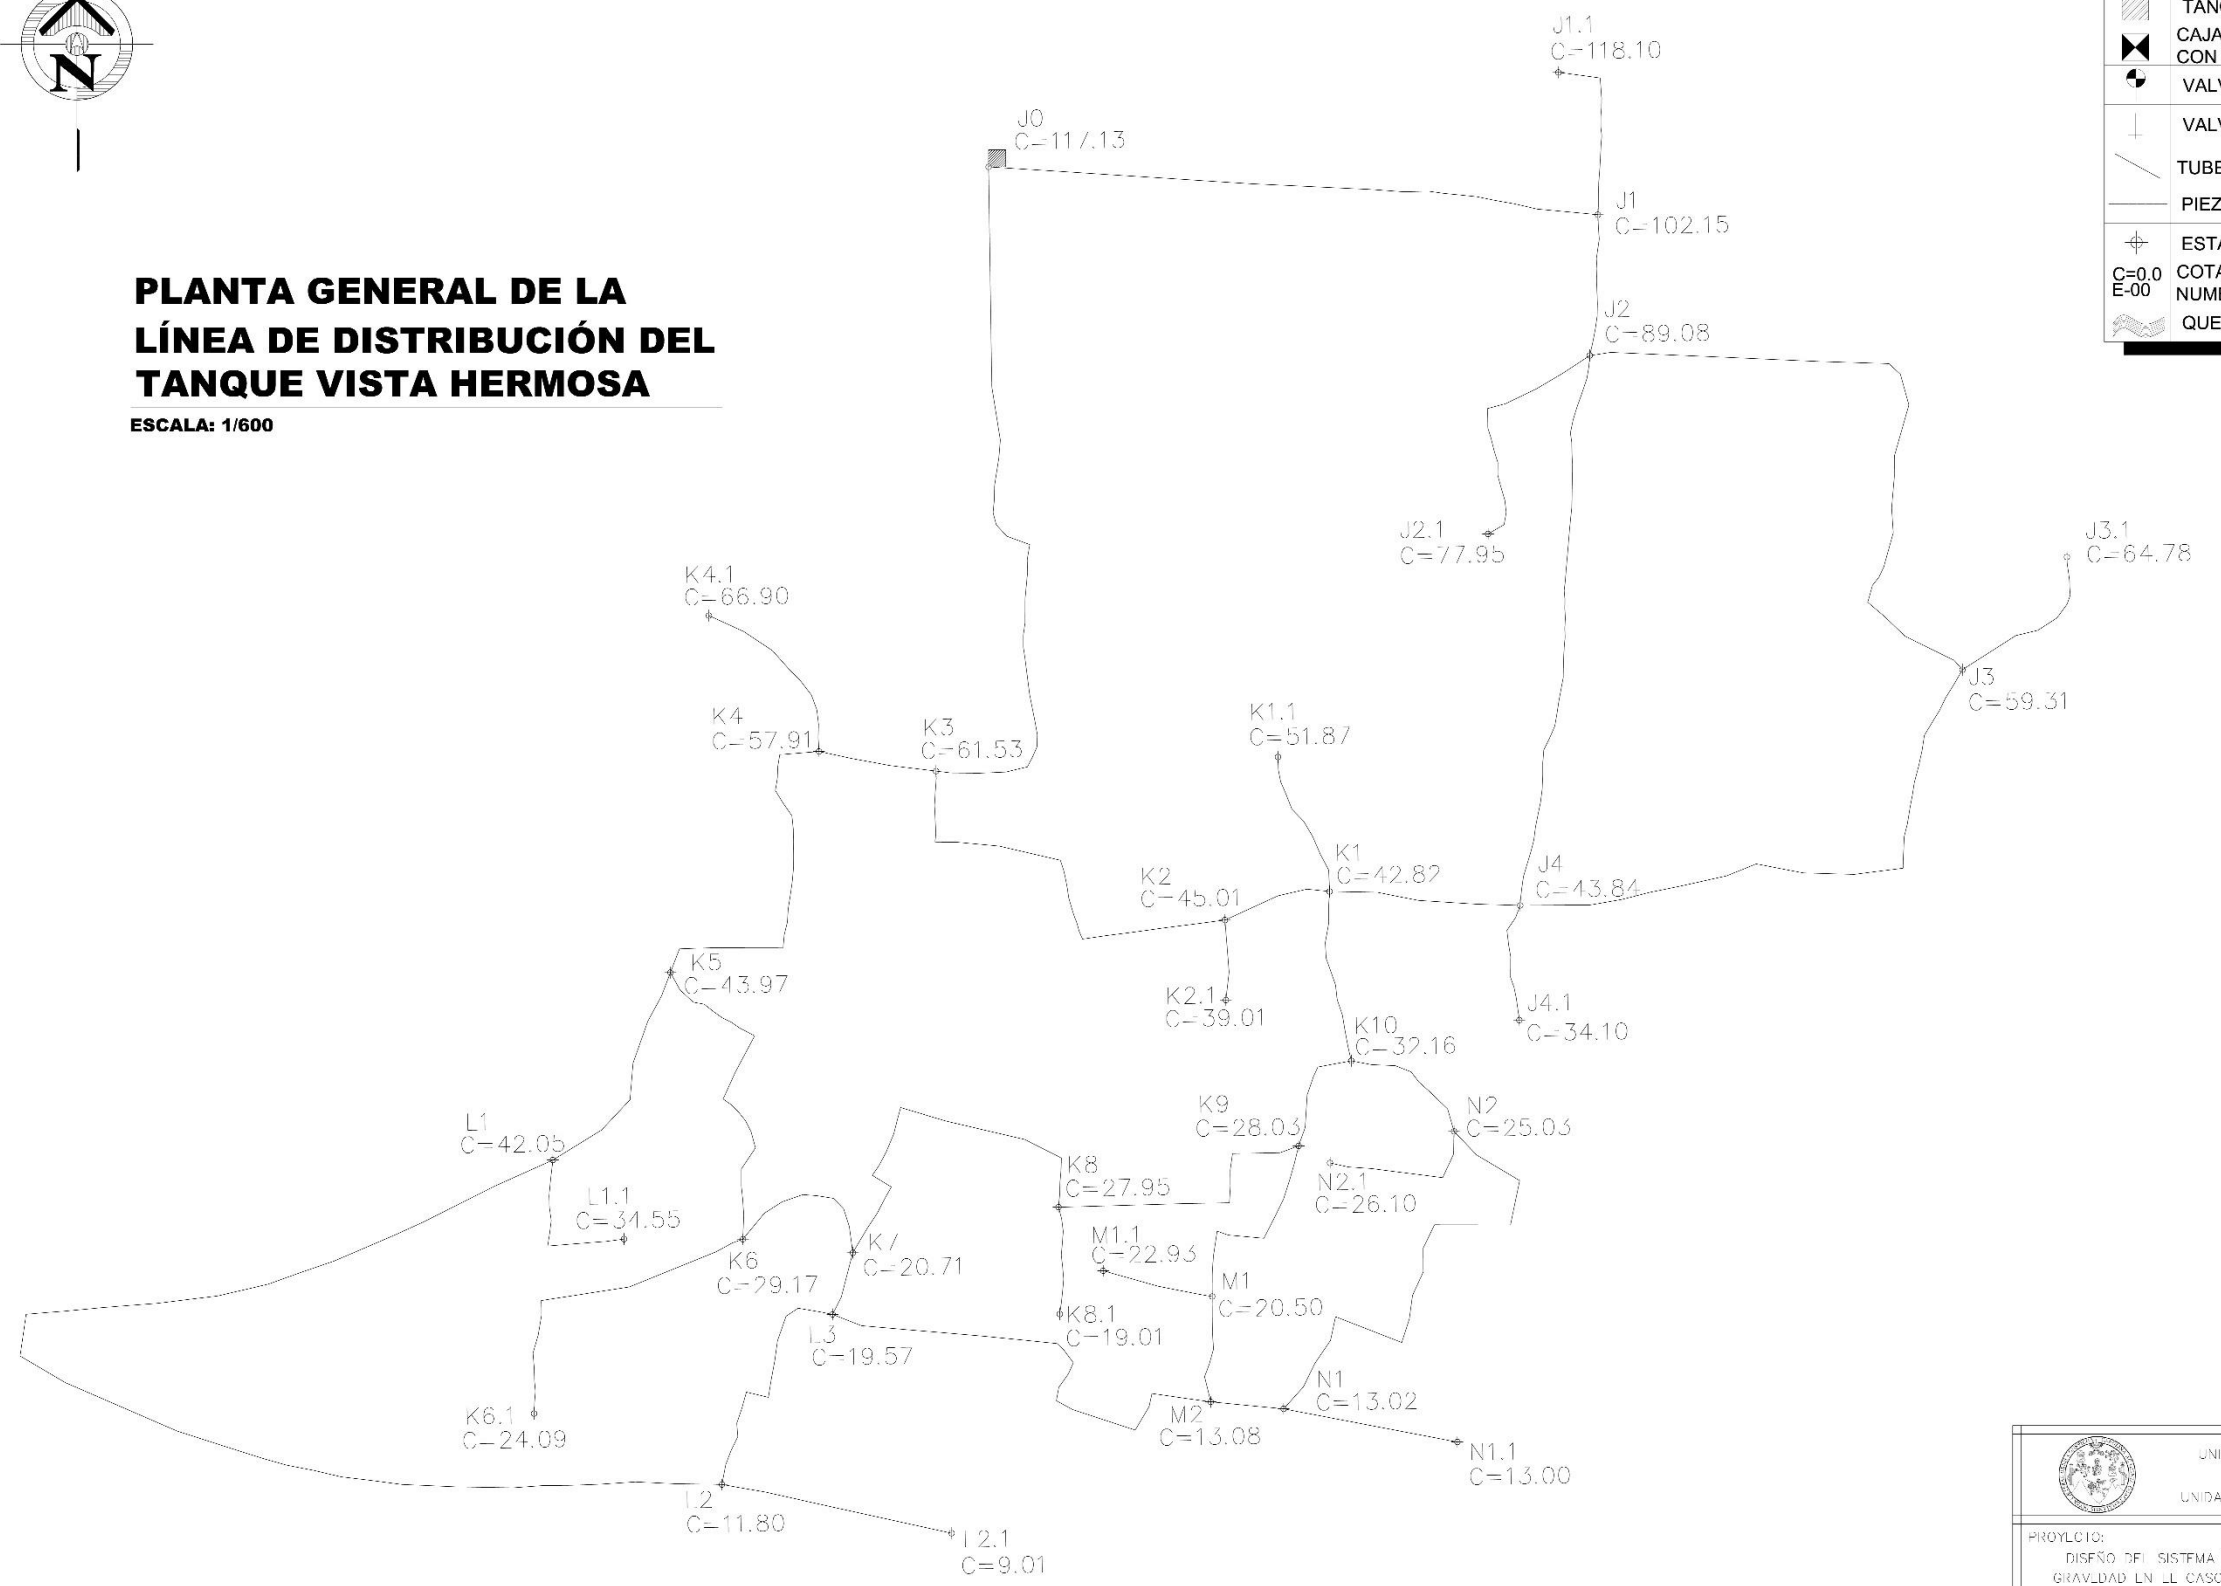 N
PLANTA GENERAL DE LA
LÍNEA DE DISTRIBUCIÓN DEL
TANQUE VISTA HERMOSA
ESCALA: 1/600
J1.1
C=118.10
J0
C=117.13
J1
C=102.15
J2
C=89.08
J2.1
C=77.95
J3.1
C=64.78
J3
C=59.31
K4.1
C=66.90
K4
C=57.91
K3
C=61.53
K1.1
C=51.87
K1
C=42.82
K2
C=45.01
J4
C=43.84
K5
C=43.97
K2.1
C=39.01
J4.1
C=34.10
K10
C=32.16
K9
C=28.03
N2
C=25.03
L1
C=42.05
K8
C=27.95
N2.1
C=26.10
L1.1
C=34.55
M1.1
C=22.93
K7
C=20.71
K6
C=29.17
M1
C=20.50
K8.1
C=19.01
L3
C=19.57
N1
C=13.02
M2
C=13.08
K6.1
C=24.09
N1.1
C=13.00
L2
C=11.80
L2.1
C=9.01
CON
C=0.0
E-00
PROYECTO:
DISEÑO DEL SISTEMA
GRAVEDAD EN EL CASC